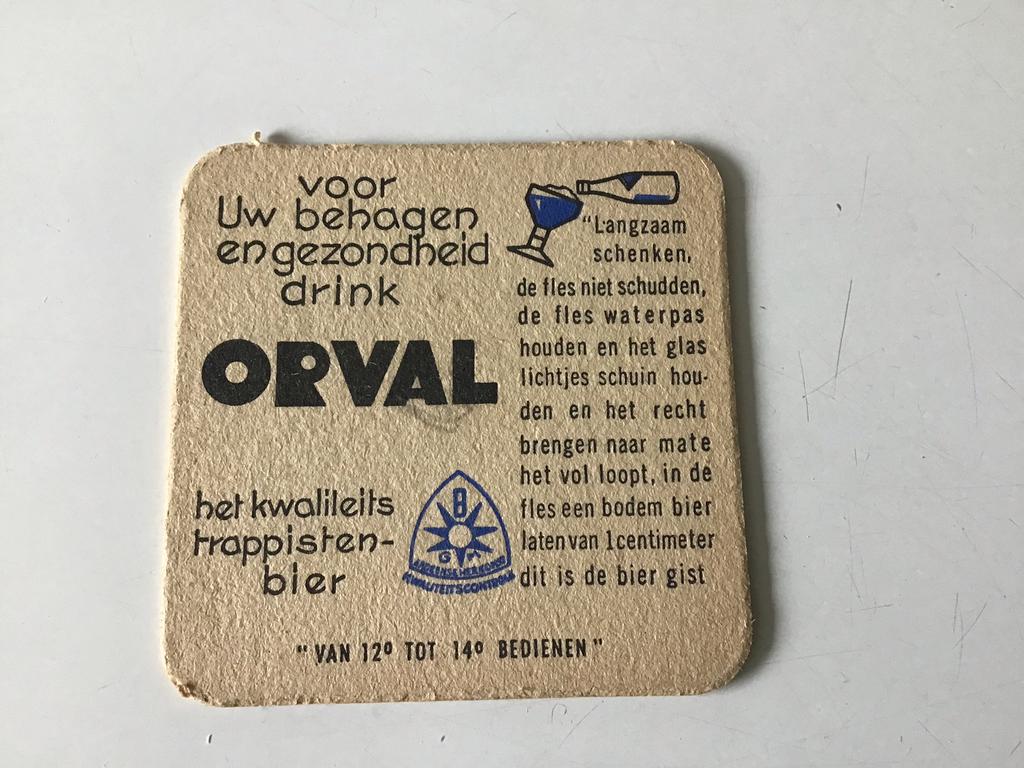 voor
Uw behagen
en gezondheid
drink
ORVAL
het kwaliteits
trappisten-
bier
"Langzaam
schenken,
de fles niet schudden,
de fles waterpas
houden en het glas
lichtjes schuin hou-
den en het recht
brengen naar mate
het vol loopt, in de
fles een bodem bier
laten van 1 centimeter
dit is de bier gist
B
G
KWALITEITSCONTROLE
"VAN 12° TOT 14° BEDIENEN"